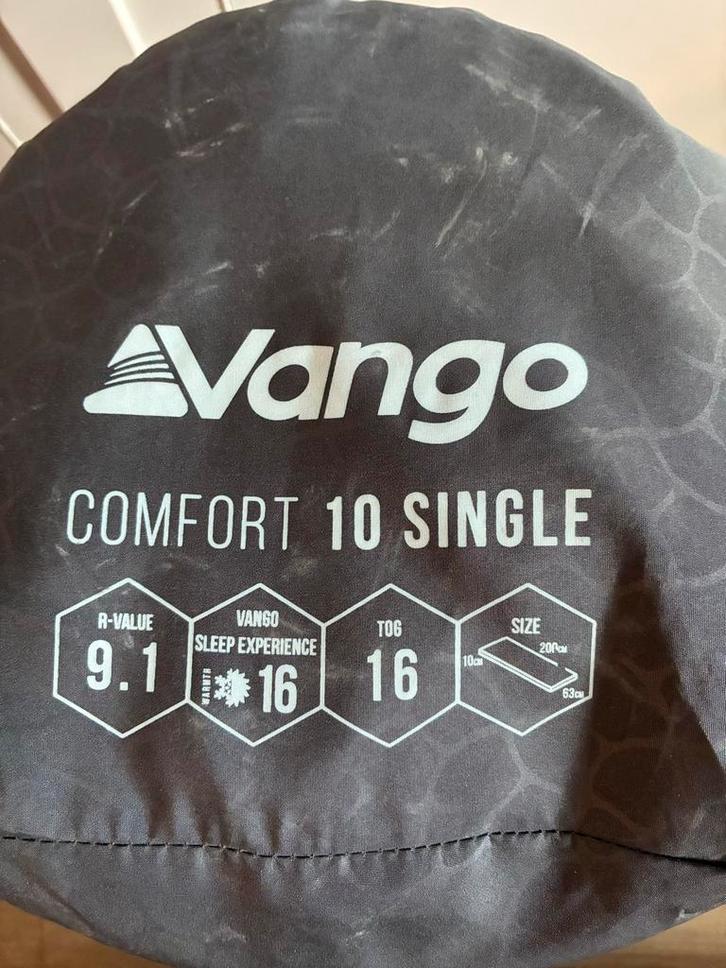 Vango
COMFORT 10 SINGLE
R-VALUE
9.1
VANGO
SLEEP EXPERIENCE
WARMTH
16
TOG
16
SIZE
10CM
200CM
63CM